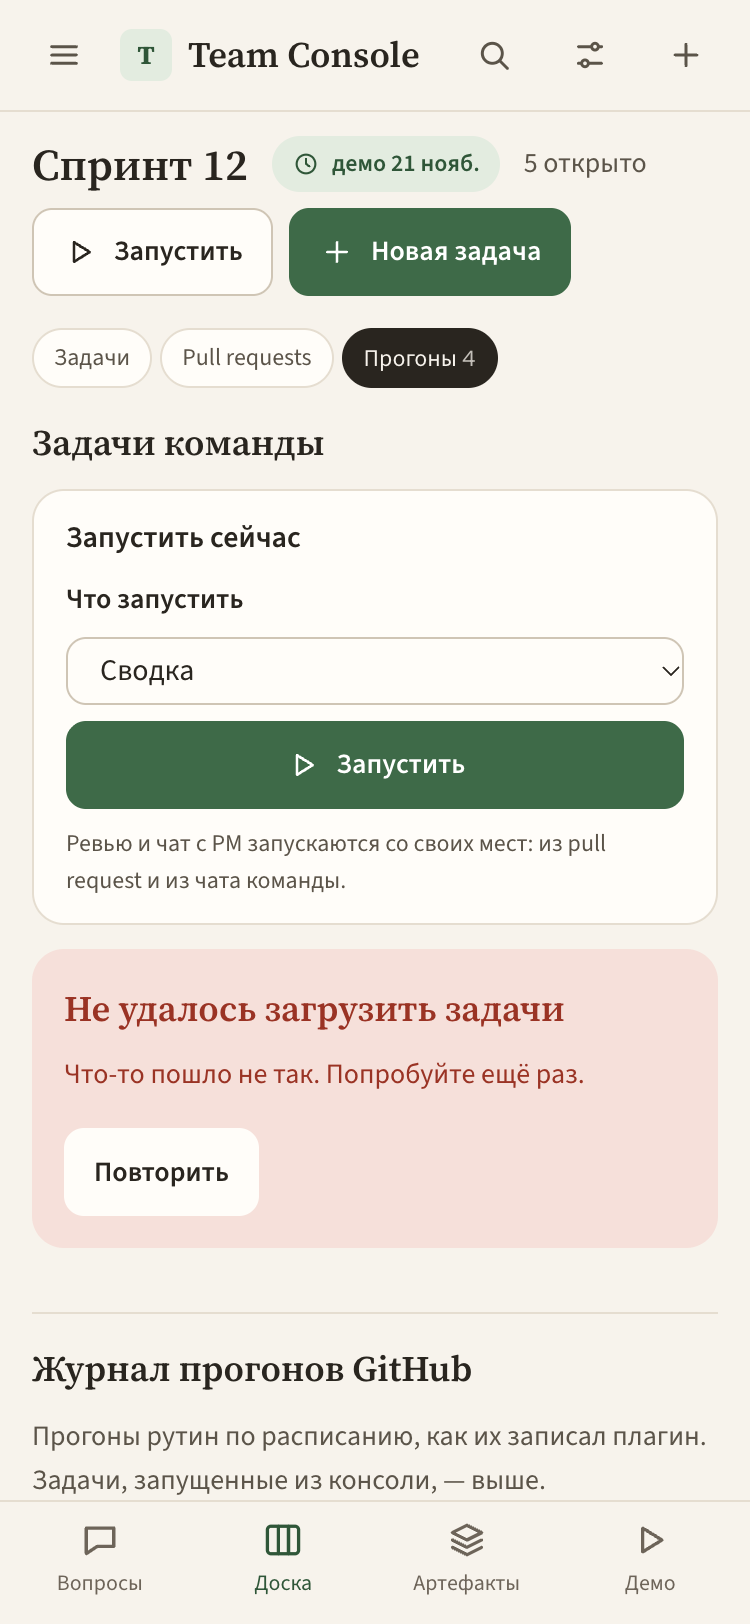 T Team Console
Спринт 12
демо 21 нояб.
5 открыто
Запустить
Новая задача
Задачи
Pull requests
Прогоны 4
Задачи команды
Запустить сейчас
Что запустить
Сводка
Запустить
Ревью и чат с PM запускаются со своих мест: из pull
request и из чата команды.
Не удалось загрузить задачи
Что-то пошло не так. Попробуйте ещё раз.
Повторить
Журнал прогонов GitHub
Прогоны рутин по расписанию, как их записал плагин.
Задачи, запущенные из консоли, — выше.
Вопросы
Доска
Артефакты
Демо